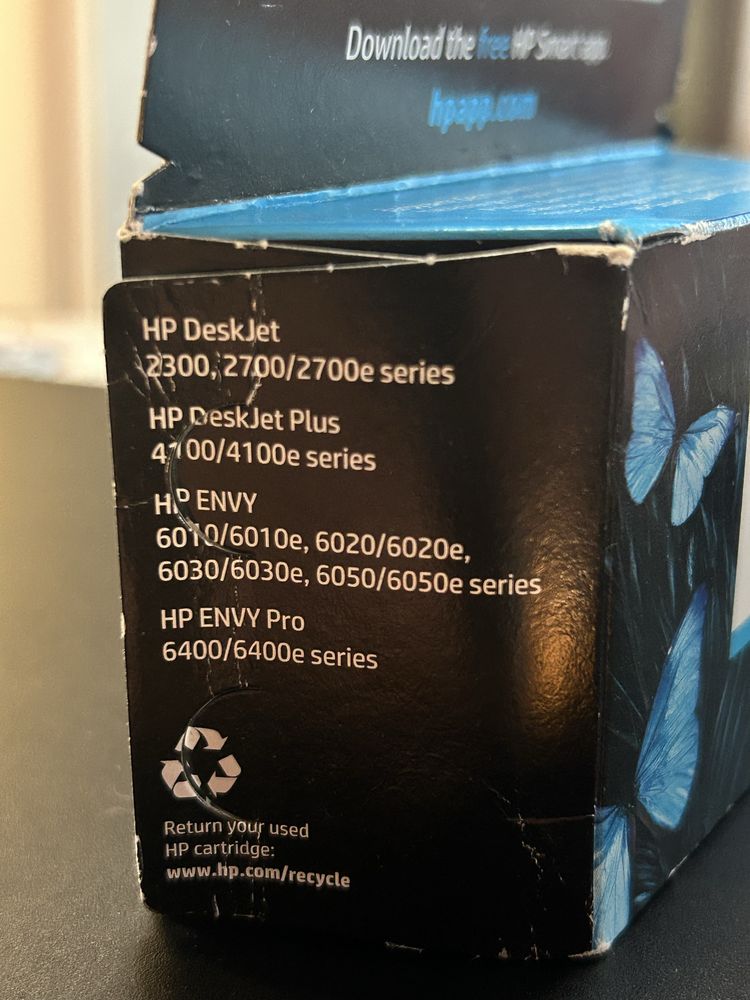 Download the free HP Smart app
hpapp.com
HP DeskJet
2300, 2700/2700e series
HP DeskJet Plus
4100/4100e series
HP ENVY
6010/6010e, 6020/6020e,
6030/6030e, 6050/6050e series
HP ENVY Pro
6400/6400e series
Return your used
HP cartridge:
www.hp.com/recycle